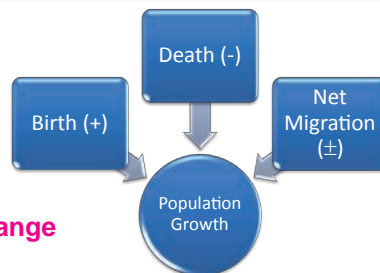 Death (-)
Birth (+)
Net
Migration
(±)
Population
Growth
ange